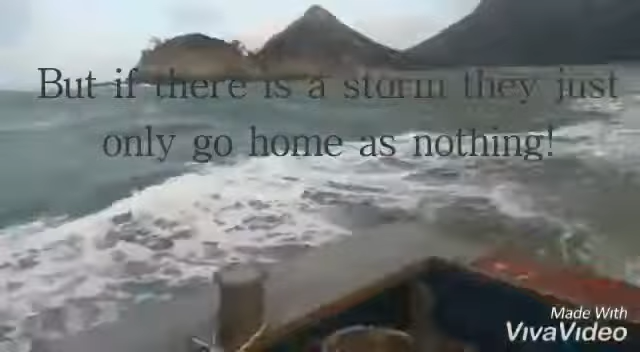 But if there is a storm they just
only go home as nothing!
Made With
VivaVideo